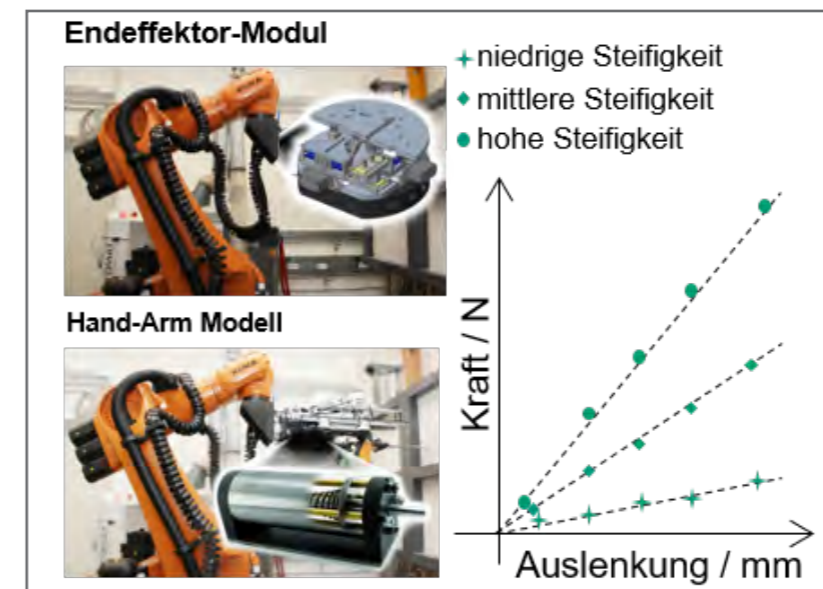 Endeffektor-Modul
niedrige Steifigkeit
mittlere Steifigkeit
hohe Steifigkeit
Hand-Arm Modell
Kraft / N
Auslenkung / mm